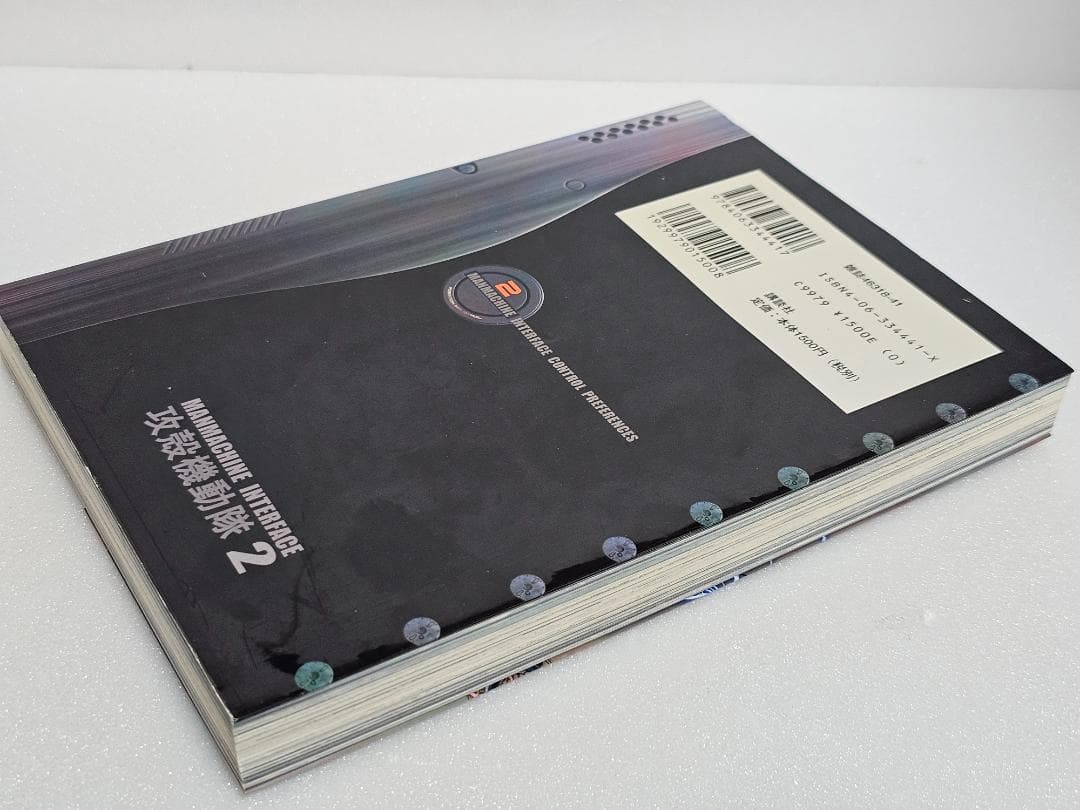 9784063344417
1929979015008
雑誌46318-41
ISBN4-06-334441-X
C9979 ¥1500E (0)
講談社
定価：本体1500円（税別）
2
MANMACHINE INTERFACE CONTROL PREFERENCES
MANMACHINE INTERFACE
攻殻機動隊 2